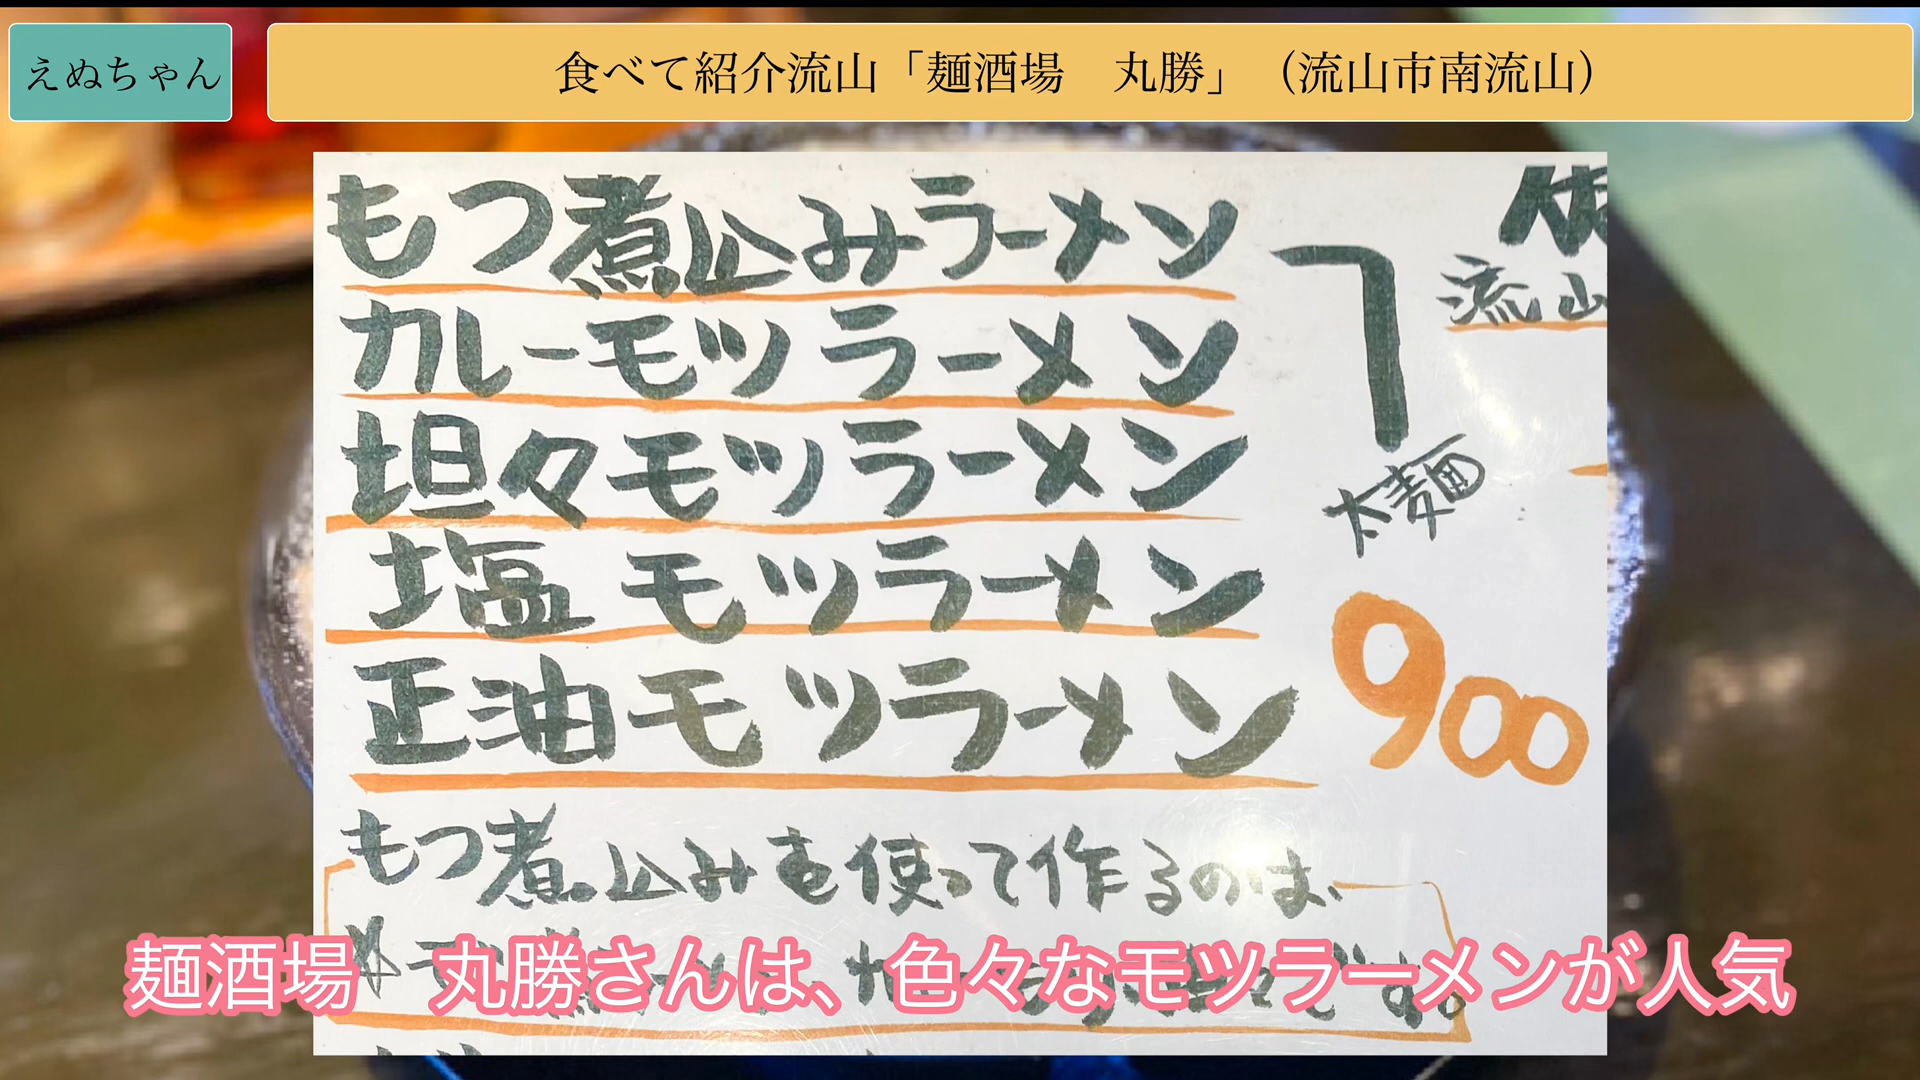 えぬちゃん
食べて紹介流山「麺酒場　丸勝」（流山市南流山）
もつ煮込みラーメン
カレーモツラーメン
坦々モツラーメン
塩モツラーメン
正油モツラーメン
太麺
900
流山
もつ煮込みを使って作るのは、
麺酒場　丸勝さんは、色々なモツラーメンが人気